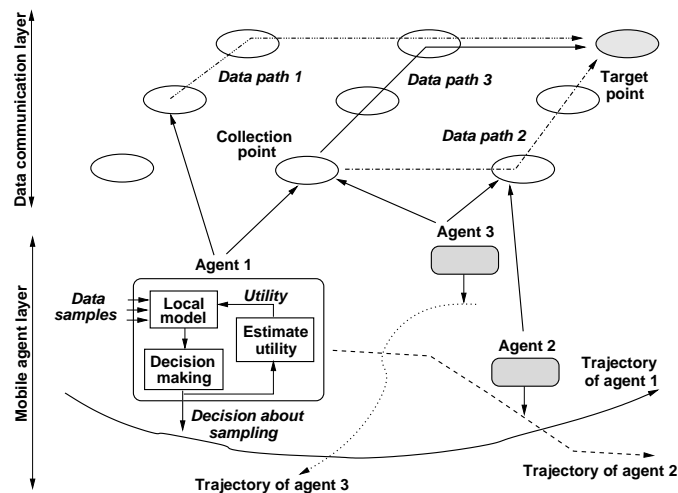 Data communication layer
Data path 1
Data path 3
Target
point
Collection
point
Data path 2
Mobile agent layer
Agent 1
Agent 3
Data
samples
Local
model
Utility
Estimate
utility
Decision
making
Agent 2
Trajectory
of agent 1
Decision about
sampling
Trajectory of agent 3
Trajectory of agent 2